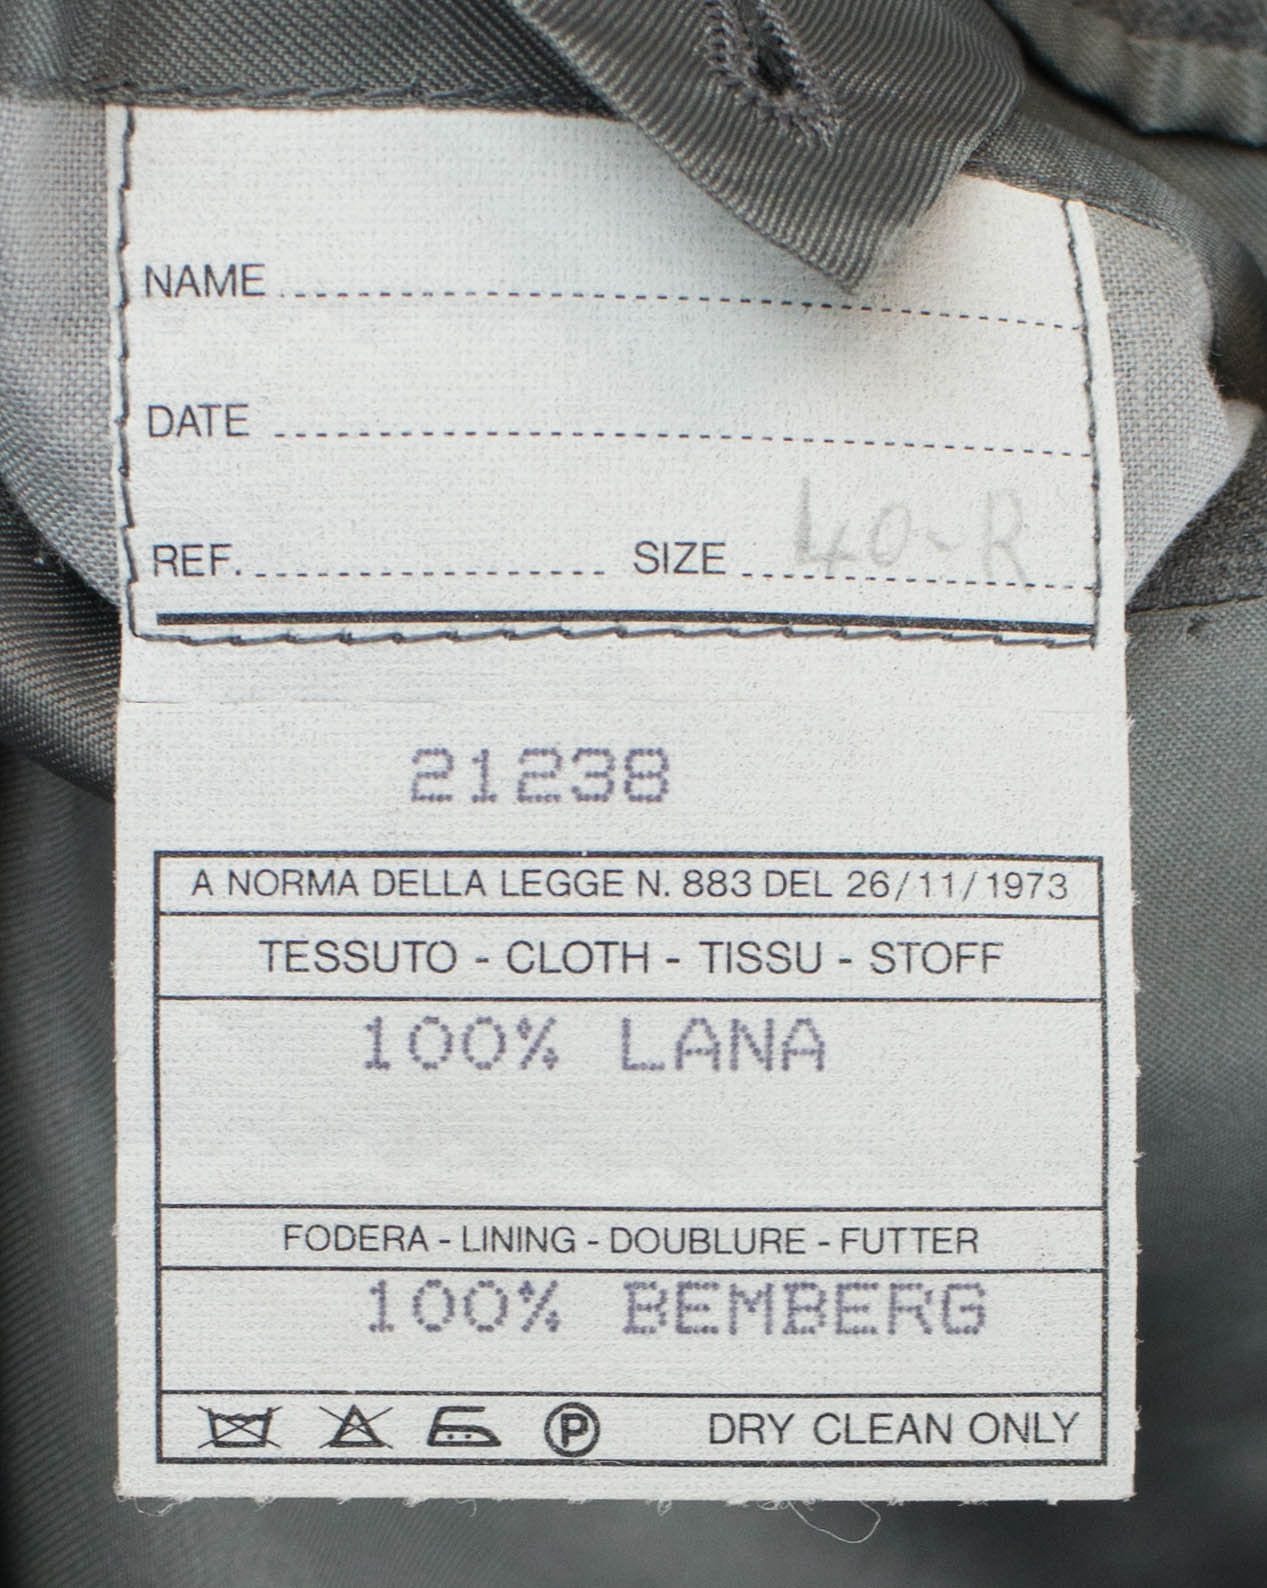 NAME
DATE
REF. SIZE 40-R
21238
A NORMA DELLA LEGGE N. 883 DEL 26/11/1973
TESSUTO - CLOTH - TISSU - STOFF
100% LANA
FODERA - LINING - DOUBLURE - FUTTER
100% BEMBERG
P DRY CLEAN ONLY